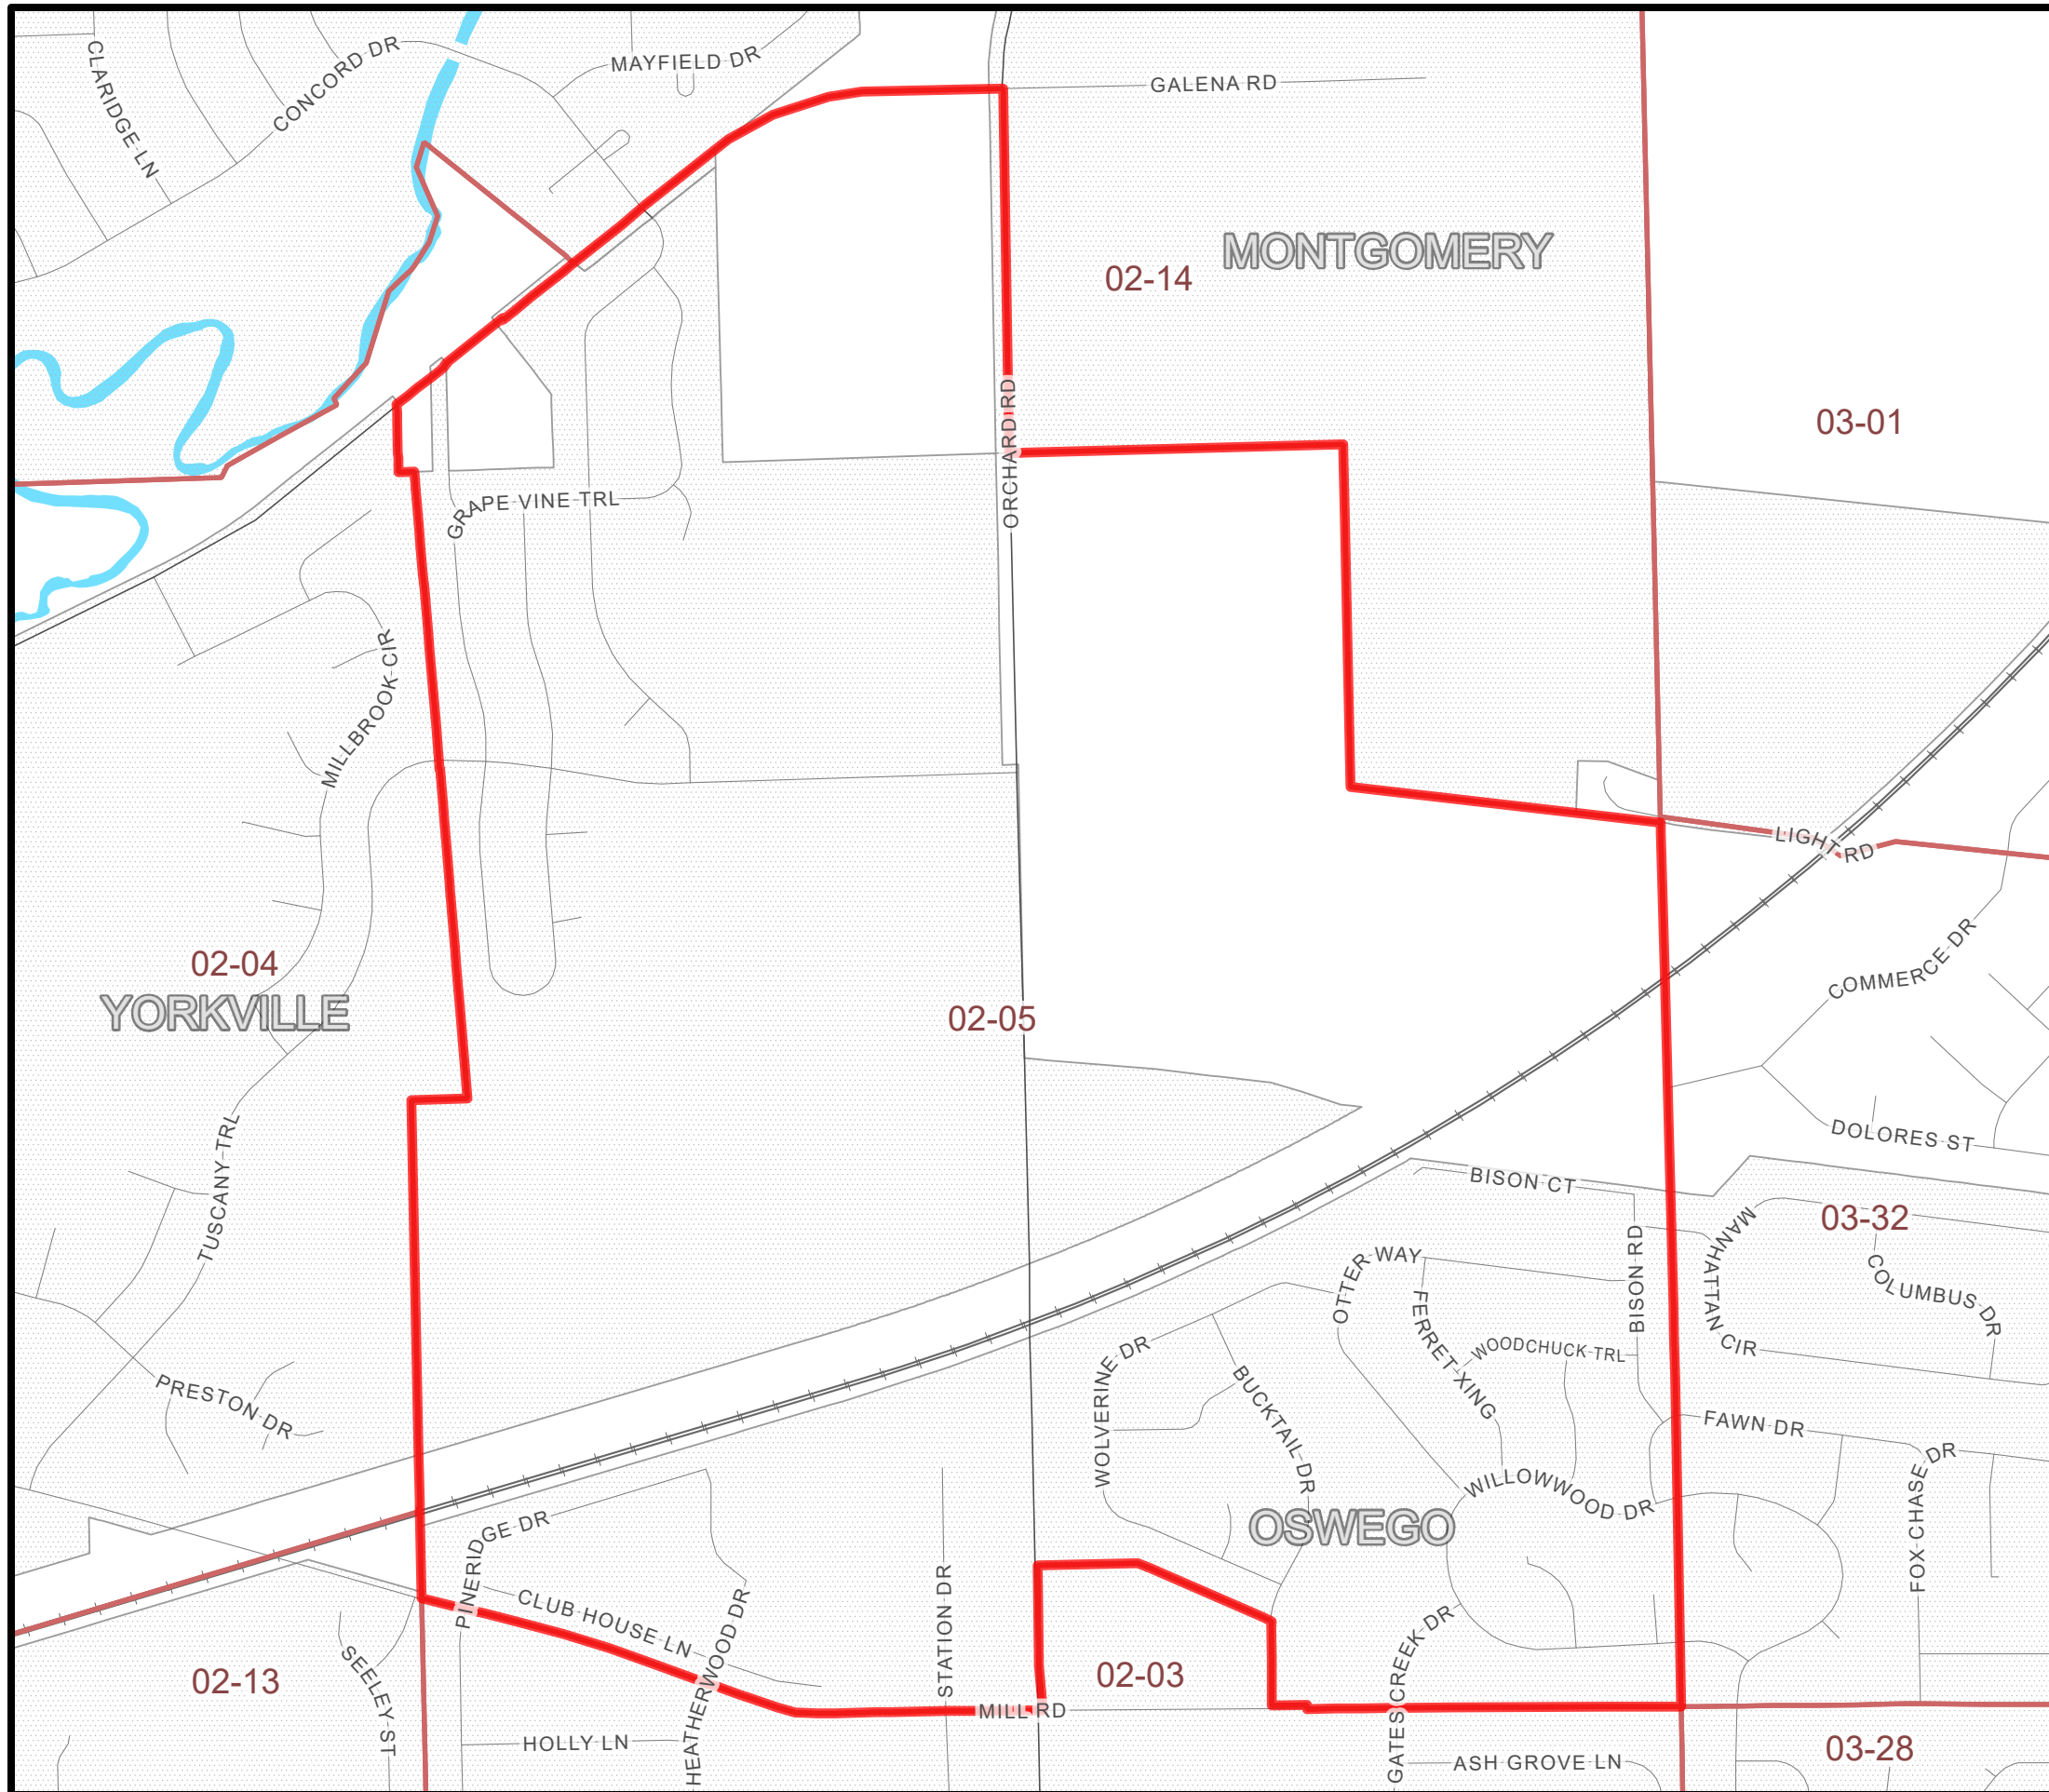 CLARIDGE LN
CONCORD DR
MAYFIELD DR
GALENA RD
MONTGOMERY
02-14
03-01
ORCHARD RD
GRAPE VINE TRL
MILLBROOK CIR
LIGHT RD
COMMERCE DR
02-04
YORKVILLE
02-05
DOLORES ST
TUSCANY TRL
BISON CT
MANHATTAN CIR
03-32
COLUMBUS DR
OTTER WAY
BISON RD
FERRET XING
WOODCHUCK TRL
WOLVERINE DR
BUCKTAIL DR
PRESTON DR
FAWN DR
FOX CHASE DR
WILLOWWOOD DR
OSWEGO
PINERIDGE DR
CLUB HOUSE LN
HEATHERWOOD DR
STATION DR
GATES CREEK DR
02-13
SEELEY ST
02-03
MILL RD
HOLLY LN
ASH GROVE LN
03-28